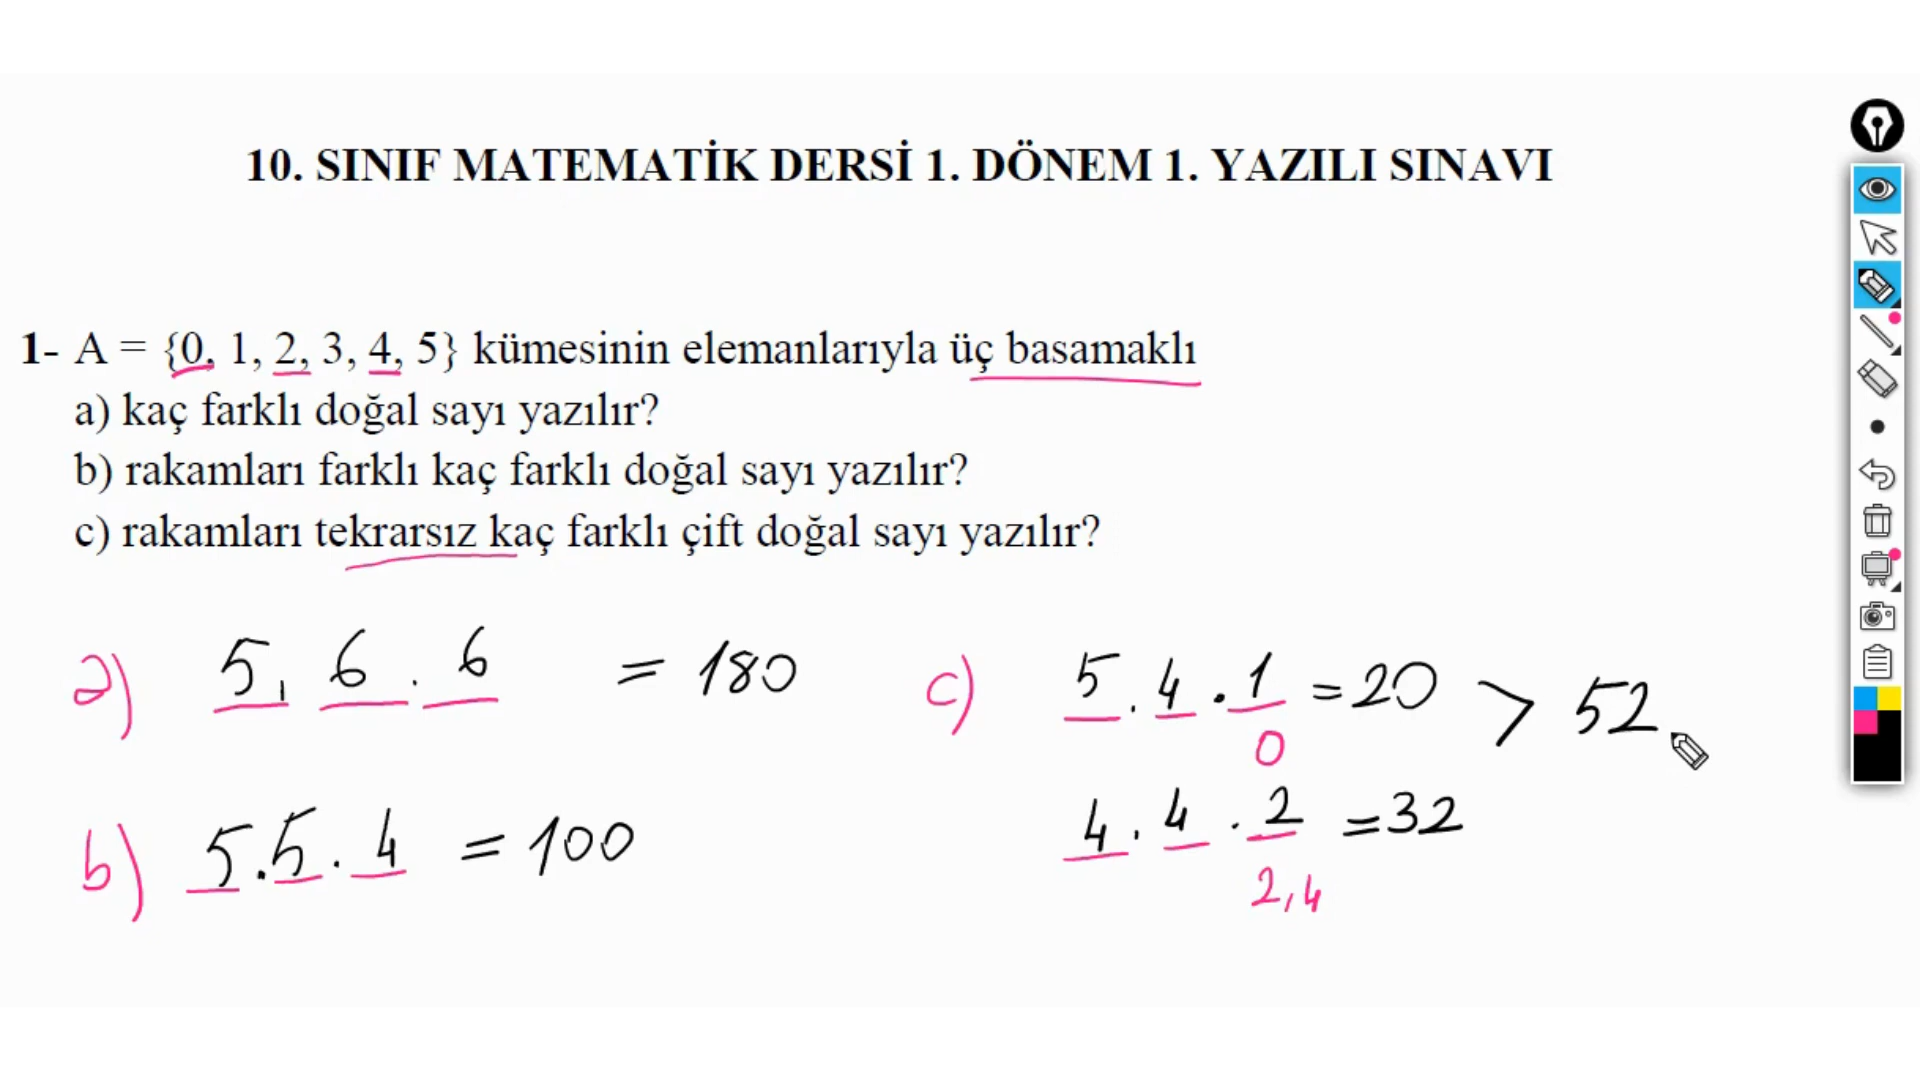 10. SINIF MATEMATİK DERSİ 1. DÖNEM 1. YAZILI SINAVI
1- A = {0, 1, 2, 3, 4, 5} kümesinin elemanlarıyla üç basamaklı
a) kaç farklı doğal sayı yazılır?
b) rakamları farklı kaç farklı doğal sayı yazılır?
c) rakamları tekrarsız kaç farklı çift doğal sayı yazılır?
a) 5 . 6 . 6 = 180
b) 5 . 5 . 4 = 100
c) 5 . 4 . 1 = 20 > 52
0
4 . 4 . 2 = 32
2,4